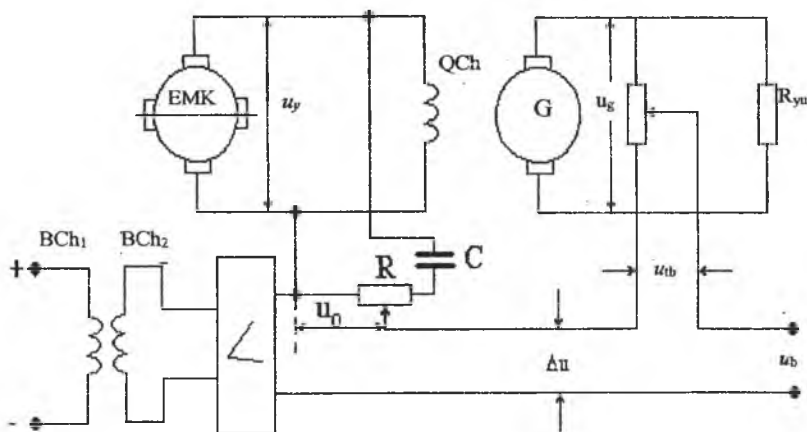 QCh
EMK
u_y
G
u_g
R_yu
BCh₁
BCh₂
R
C
u_tb
u₀
Δu
u_b
+
-